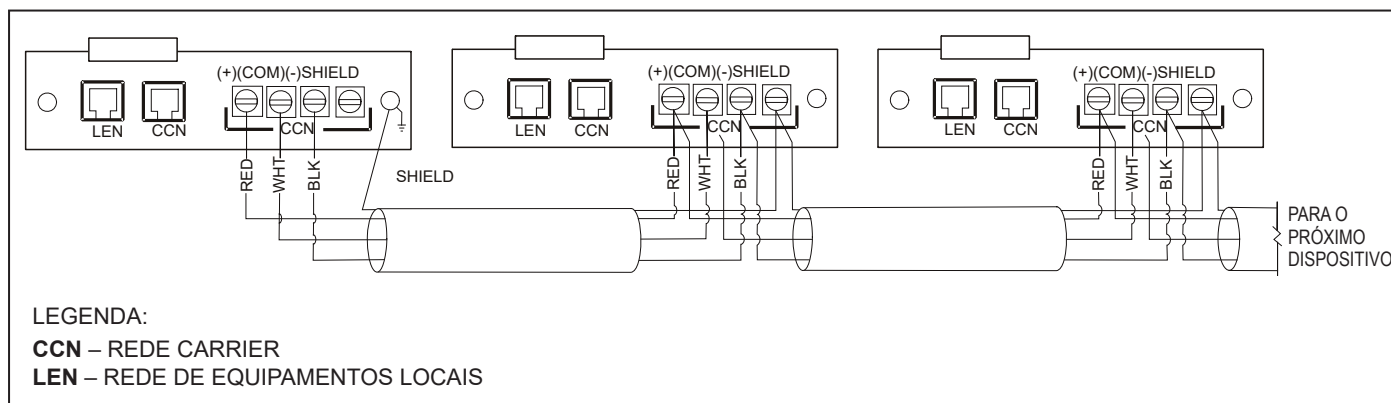 (+)(COM)(-)SHIELD
LEN
CCN
CCN
RED
WHT
BLK
SHIELD
(+)(COM)(-)SHIELD
LEN
CCN
CCN
RED
WHT
BLK
(+)(COM)(-)SHIELD
LEN
CCN
CCN
RED
WHT
BLK
PARA O
PRÓXIMO
DISPOSITIVO
LEGENDA:
CCN – REDE CARRIER
LEN – REDE DE EQUIPAMENTOS LOCAIS